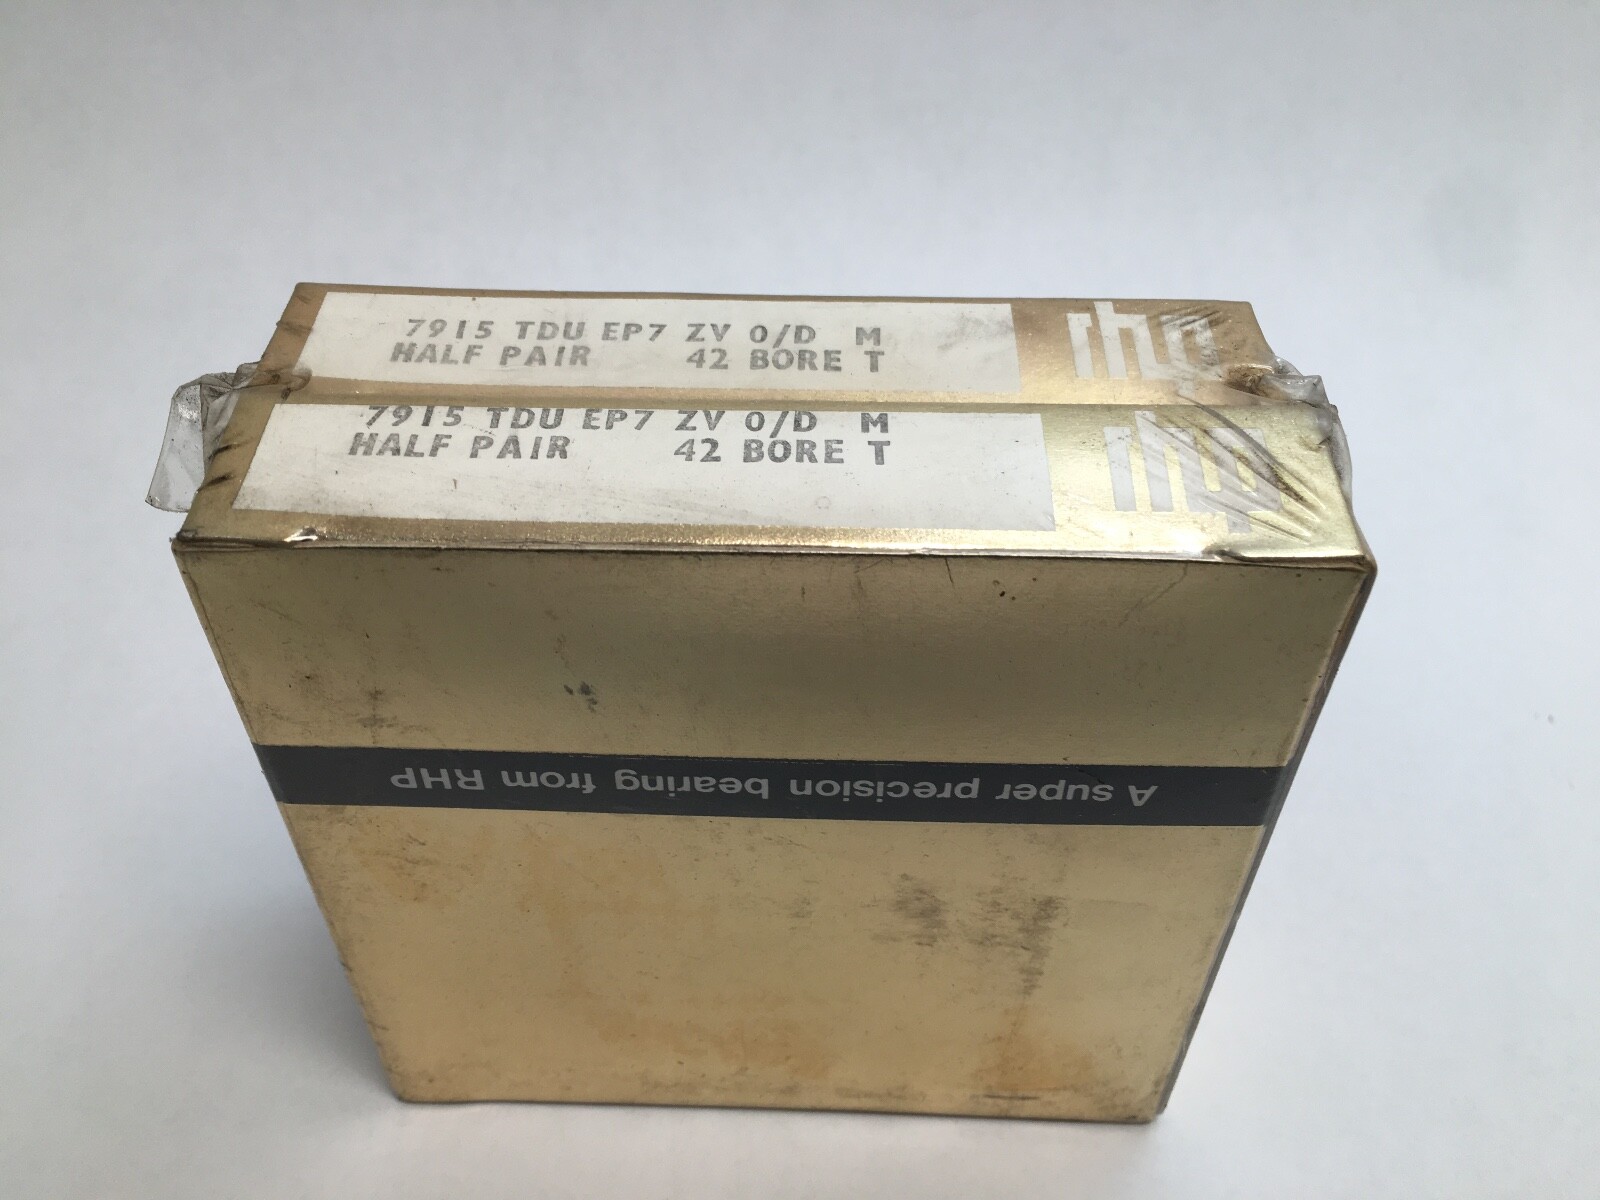 7915 TDU EP7 ZV O/D M
HALF PAIR 42 BORE T
rhp
7915 TDU EP7 ZV O/D M
HALF PAIR 42 BORE T
rhp
A super precision bearing from RHP